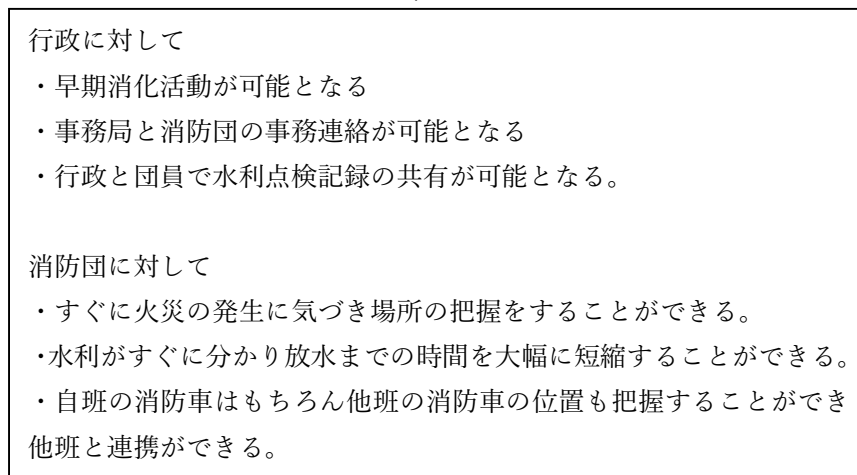 行政に対して
・早期消化活動が可能となる
・事務局と消防団の事務連絡が可能となる
・行政と団員で水利点検記録の共有が可能となる。
消防団に対して
・すぐに火災の発生に気づき場所の把握をすることができる。
・水利がすぐに分かり放水までの時間を大幅に短縮することができる。
・自班の消防車はもちろん他班の消防車の位置も把握することができ
他班と連携ができる。